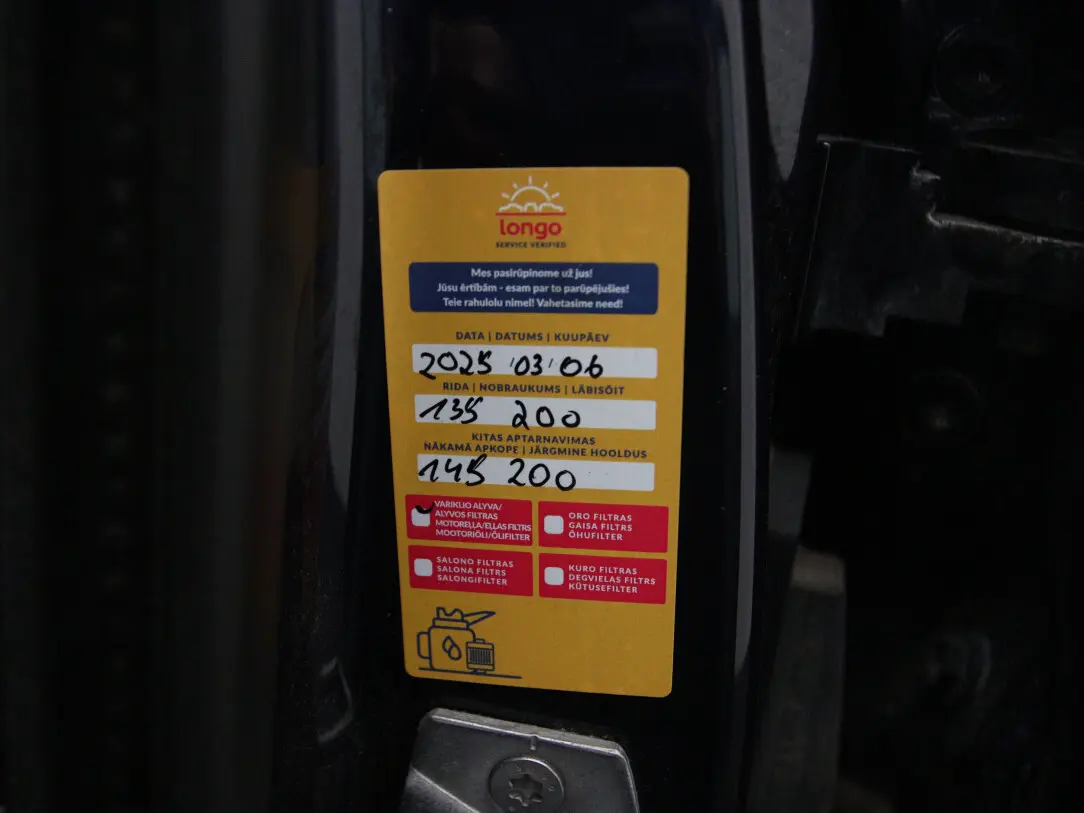 longo
SERVICE VERIFIED
Mes pasirūpinome už jus!
Jūsu ērtībām - esam par to parūpējušies!
Teie rahulolu nimel! Vahetasime need!
DATA | DATUMS | KUUPÄEV
2025 03 06
RIDA | NOBRAUKUMS | LÄBISÕIT
135 200
KITAS APTARNAVIMAS
NĀKAMĀ APKOPE | JÄRGMINE HOOLDUS
145 200
VARIKLIO ALYVA/
ALYVOS FILTRAS
MOTOREĻĻA/EĻĻAS FILTRS
MOOTORIÕLI/ÕLIFILTER
ORO FILTRAS
GAISA FILTRS
ÕHUFILTER
SALONO FILTRAS
SALONA FILTRS
SALONGIFILTER
KURO FILTRAS
DEGVIELAS FILTRS
KÜTUSEFILTER